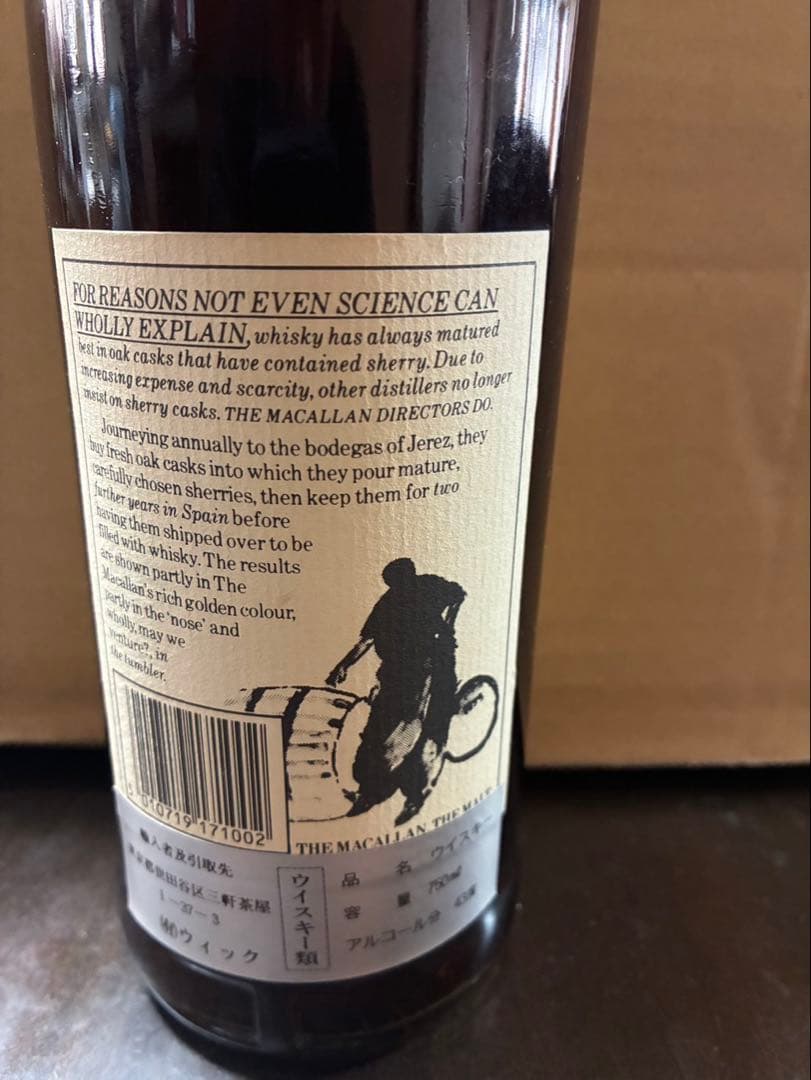 FOR REASONS NOT EVEN SCIENCE CAN
WHOLLY EXPLAIN, whisky has always matured
best in oak casks that have contained sherry. Due to
increasing expense and scarcity, other distillers no longer
insist on sherry casks. THE MACALLAN DIRECTORS DO.
Journeying annually to the bodegas of Jerez, they
buy fresh oak casks into which they pour mature,
carefully chosen sherries, then keep them for two
further years in Spain before
having them shipped over to be
filled with whisky. The results
are shown partly in The
Macallan's rich golden colour,
partly in the 'nose' and
wholly, may we
venture?, in
the tumbler.
5 010719 171002
THE MACALLAN. THE MALT.
輸入者及引取先
東京都世田谷区三軒茶屋
1-37-3
㈱ウィック
ウイスキー類
品 名 ウイスキー
容 量 750ml
アルコール分 43度